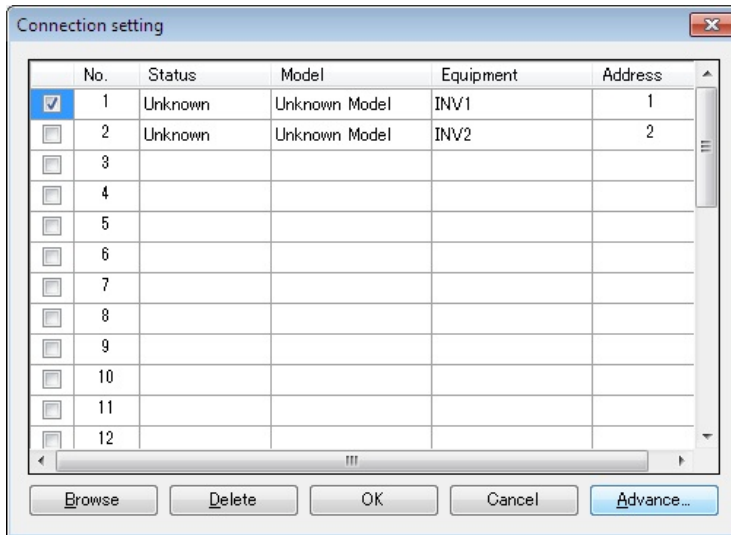 Connection setting
No. Status Model Equipment Address
1 Unknown Unknown Model INV1 1
2 Unknown Unknown Model INV2 2
3
4
5
6
7
8
9
10
11
12
Browse Delete OK Cancel Advance...